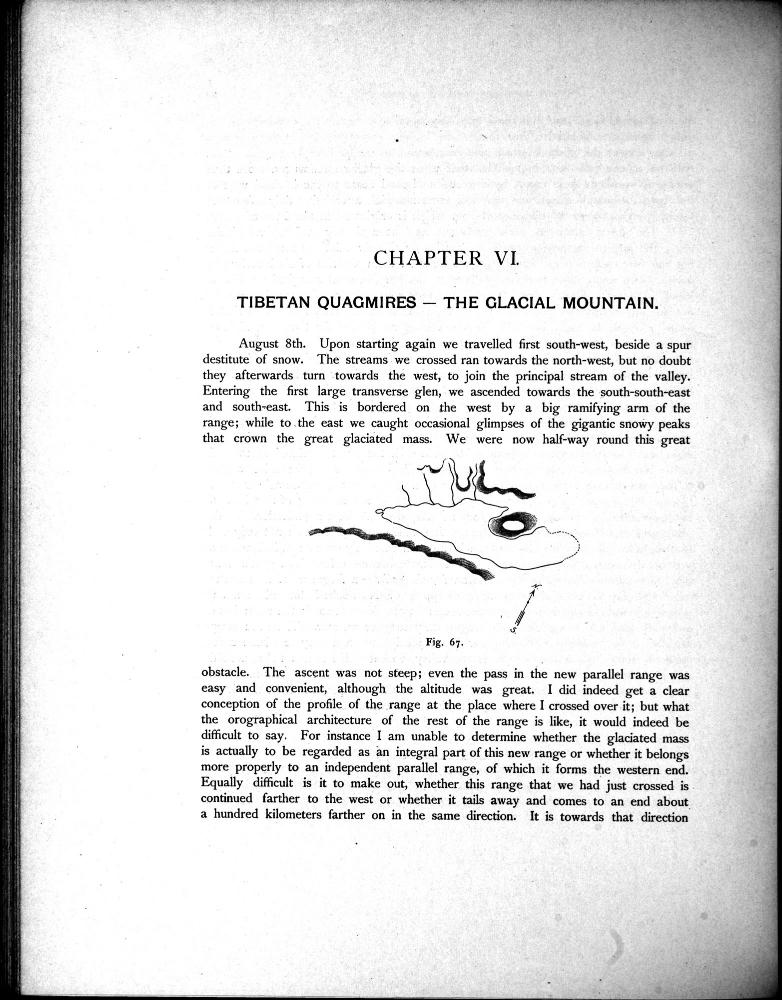 CHAPTER VI.
TIBETAN QUAGMIRES — THE GLACIAL MOUNTAIN.
August 8th. Upon starting again we travelled first south-west, beside a spur
destitute of snow. The streams we crossed ran towards the north-west, but no doubt
they afterwards turn towards the west, to join the principal stream of the valley.
Entering the first large transverse glen, we ascended towards the south-south-east
and south-east. This is bordered on the west by a big ramifying arm of the
range; while to the east we caught occasional glimpses of the gigantic snowy peaks
that crown the great glaciated mass. We were now half-way round this great
N
S.
Fig. 67.
obstacle. The ascent was not steep; even the pass in the new parallel range was
easy and convenient, although the altitude was great. I did indeed get a clear
conception of the profile of the range at the place where I crossed over it; but what
the orographical architecture of the rest of the range is like, it would indeed be
difficult to say. For instance I am unable to determine whether the glaciated mass
is actually to be regarded as an integral part of this new range or whether it belongs
more properly to an independent parallel range, of which it forms the western end.
Equally difficult is it to make out, whether this range that we had just crossed is
continued farther to the west or whether it tails away and comes to an end about
a hundred kilometers farther on in the same direction. It is towards that direction